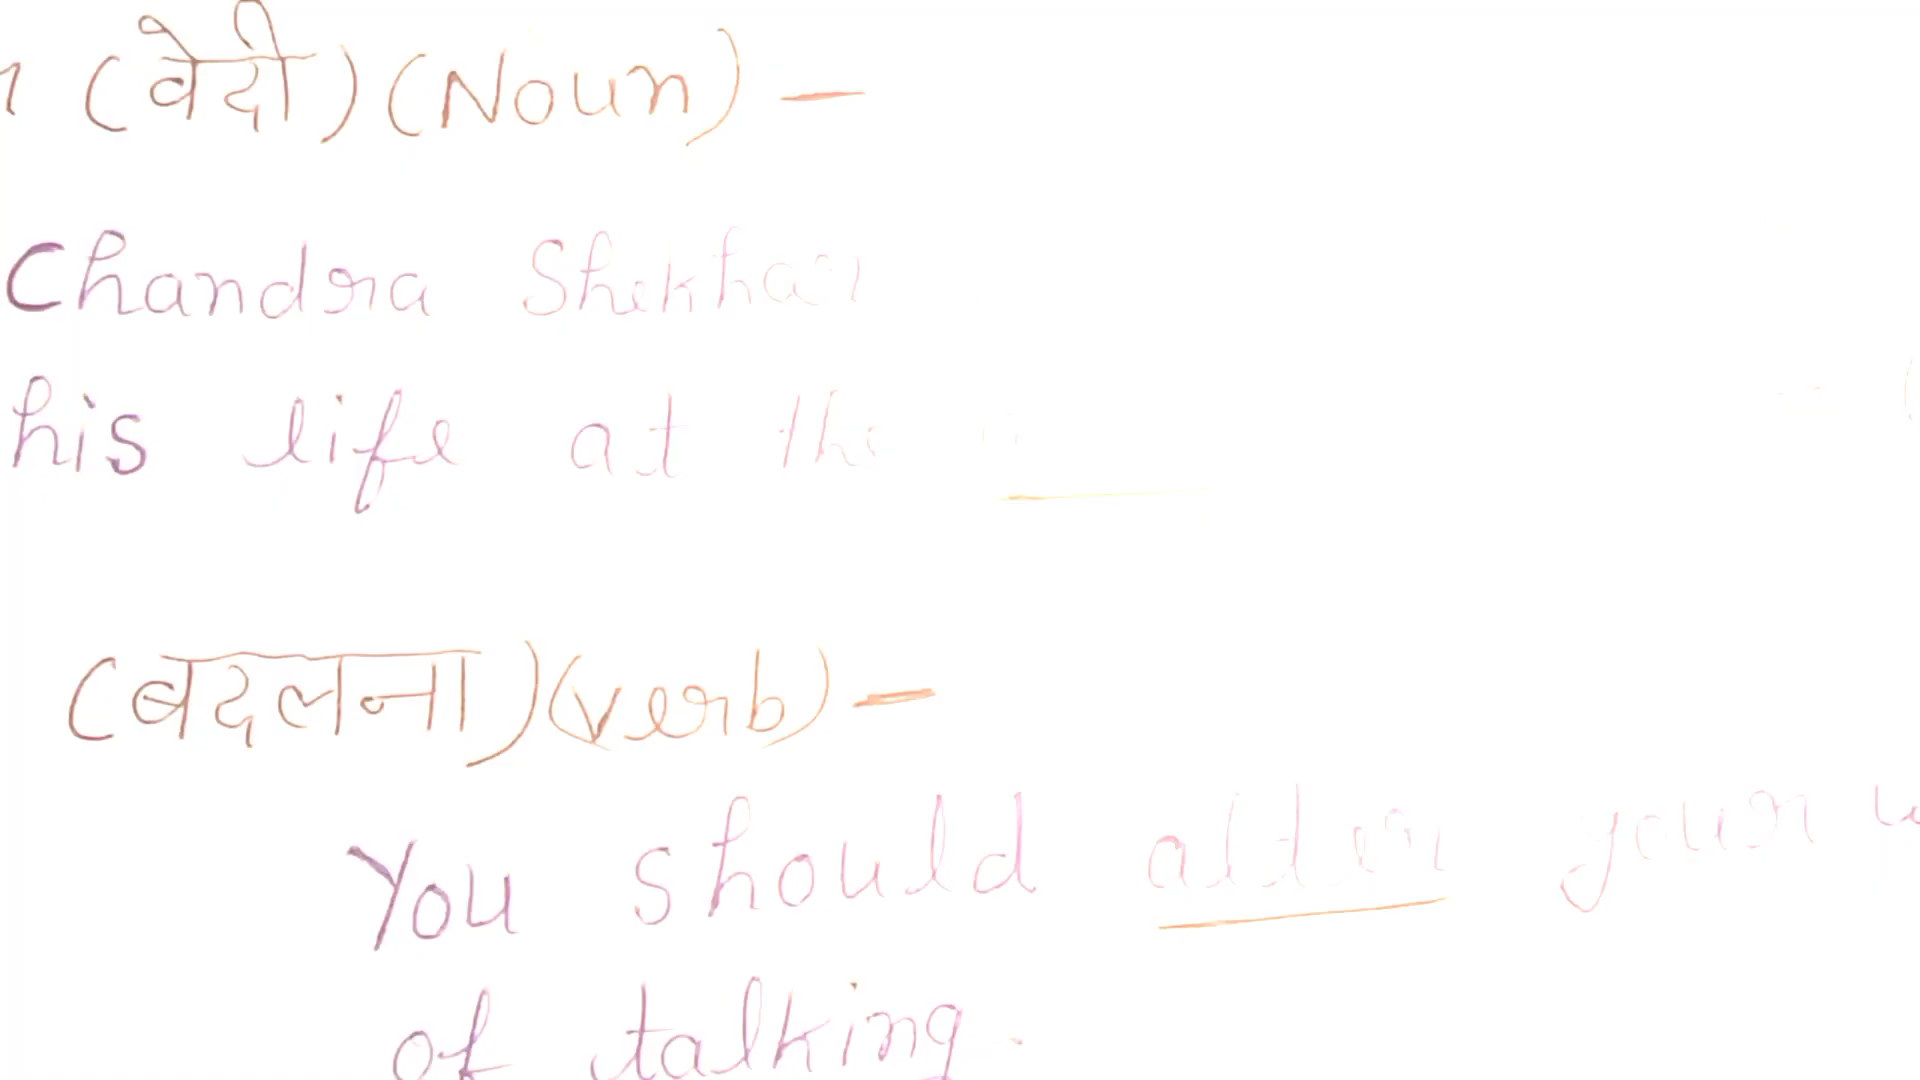 (वेदी) (Noun) —
Chandra Shekhar
his life at the
(बदलना) (verb) —
You should alter your
of talking.